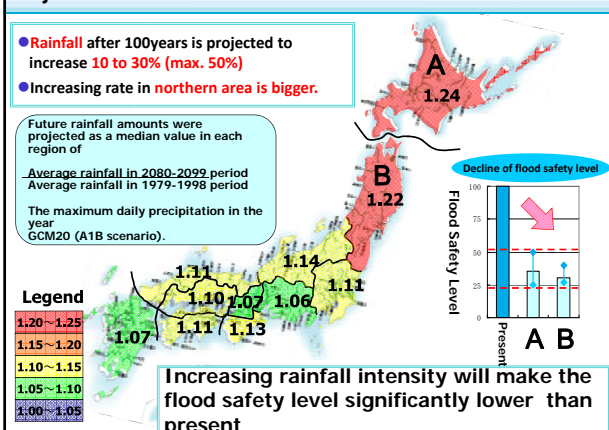 ●Rainfall after 100years is projected to
increase 10 to 30% (max. 50%)
●Increasing rate in northern area is bigger.
Future rainfall amounts were
projected as a median value in each
region of
Average rainfall in 2080-2099 period
Average rainfall in 1979-1998 period
The maximum daily precipitation in the
year
GCM20 (A1B scenario).
A
1.24
B
1.22
1.14
1.11
1.11
1.10
1.07
1.06
1.11
1.13
1.07
Legend
1.20~1.25
1.15~1.20
1.10~1.15
1.05~1.10
1.00~1.05
Decline of flood safety level
Flood Safety Level
100
75
50
25
0
Present
A
B
Increasing rainfall intensity will make the
flood safety level significantly lower than
present